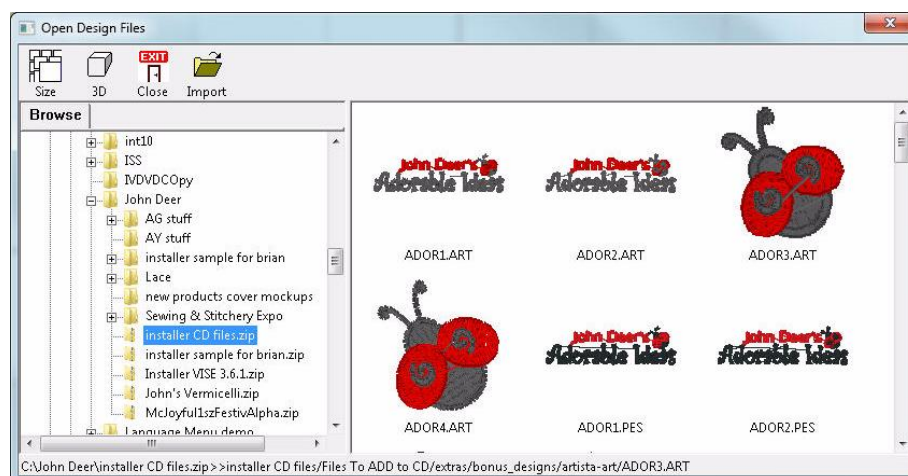 Open Design Files
EXIT
Size 3D Close Import
Browse
int10
ISS
IVDVDCOpy
John Deer
AG stuff
AY stuff
installer sample for brian
Lace
new products cover mockups
Sewing & Stitchery Expo
installer CD files.zip
installer sample for brian.zip
Installer VISE 3.6.1.zip
John's Vermicelli.zip
McJoyful1szFestivAlpha.zip
Language Menu demo
John Deer's
Adorable Ideas
ADOR1.ART
John Deer's
Adorable Ideas
ADOR2.ART
ADOR3.ART
ADOR4.ART
John Deer's
Adorable Ideas
ADOR1.PES
John Deer's
Adorable Ideas
ADOR2.PES
C:\John Deer\installer CD files.zip>>installer CD files/Files To ADD to CD/extras/bonus_designs/artista-art/ADOR3.ART